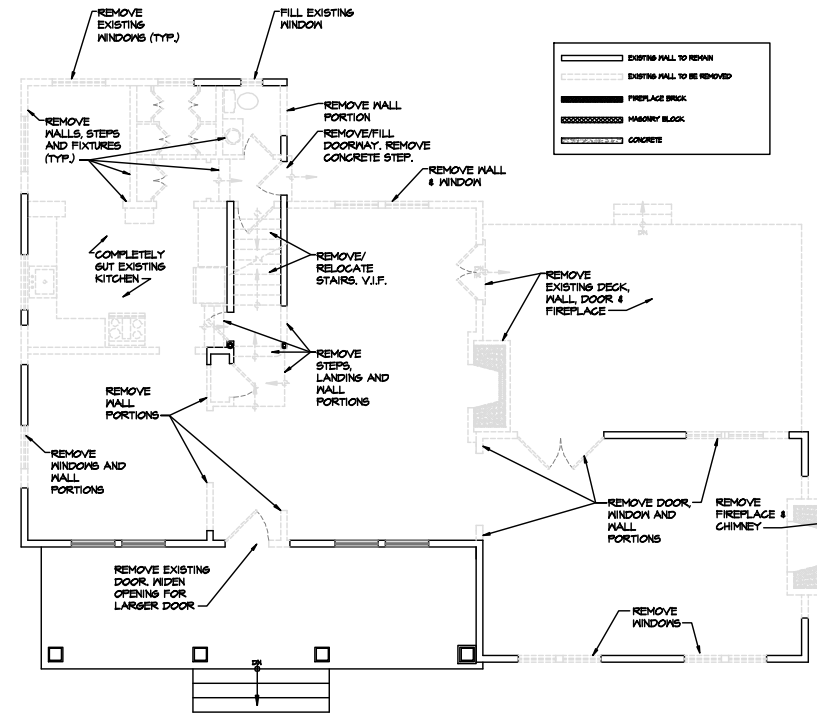 REMOVE
EXISTING
WINDOWS (TYP.)
FILL EXISTING
WINDOW
EXISTING WALL TO REMAIN
EXISTING WALL TO BE REMOVED
FIREPLACE BRICK
MASONRY BLOCK
CONCRETE
REMOVE
WALLS, STEPS
AND FIXTURES
(TYP.)
REMOVE WALL
PORTION
REMOVE/FILL
DOORWAY. REMOVE
CONCRETE STEP.
REMOVE WALL
& WINDOW
COMPLETELY
GUT EXISTING
KITCHEN
REMOVE/
RELOCATE
STAIRS. V.I.F.
DN
REMOVE
EXISTING DECK,
WALL, DOOR &
FIREPLACE
REMOVE
STEPS,
LANDING AND
WALL
PORTIONS
REMOVE
WALL
PORTIONS
REMOVE
WINDOWS AND
WALL
PORTIONS
REMOVE DOOR,
WINDOW AND
WALL
PORTIONS
REMOVE
FIREPLACE &
CHIMNEY
REMOVE EXISTING
DOOR. WIDEN
OPENING FOR
LARGER DOOR
REMOVE
WINDOWS
DN